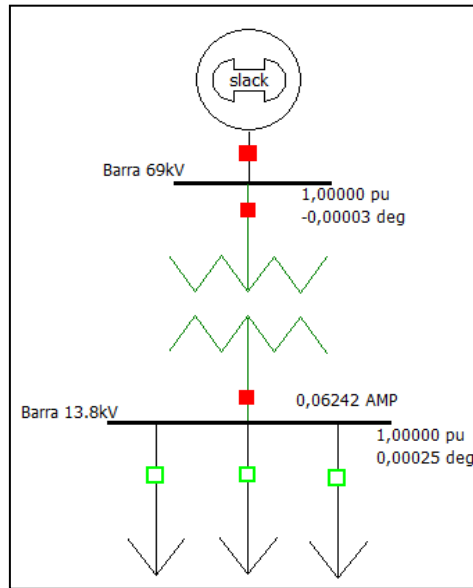 slack
Barra 69kV
1,00000 pu
-0,00003 deg
0,06242 AMP
Barra 13.8kV
1,00000 pu
0,00025 deg